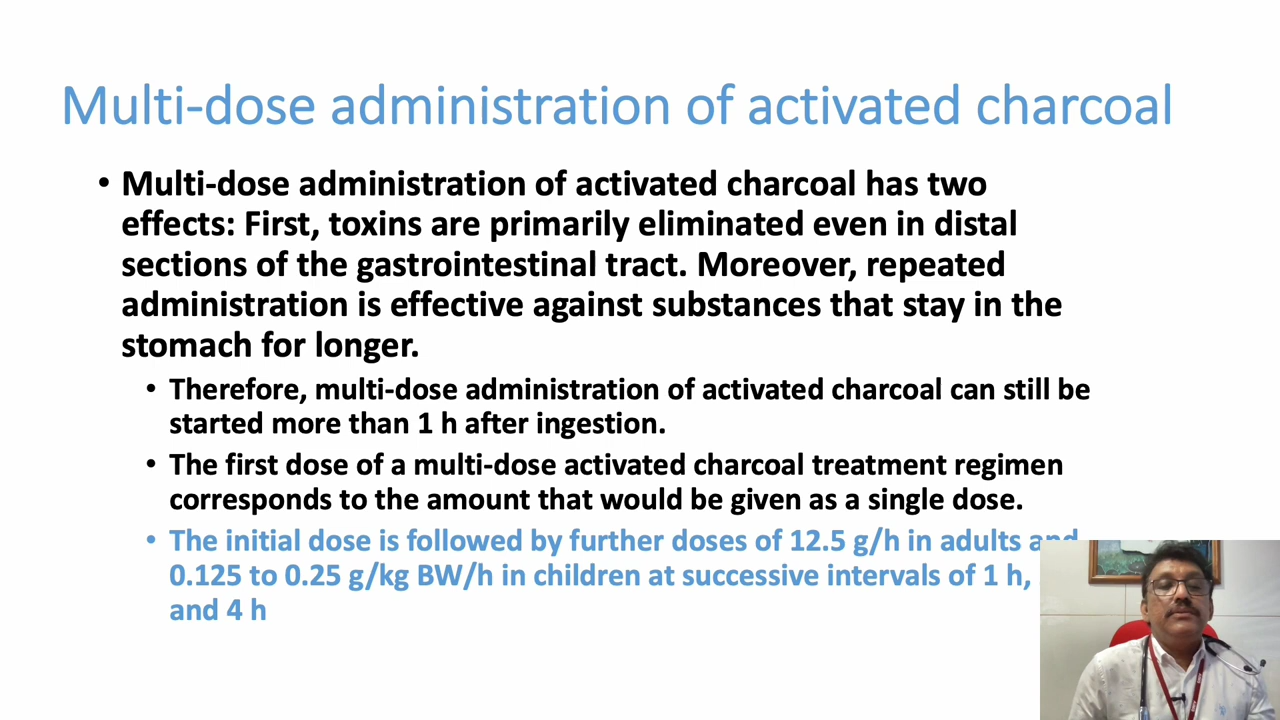 Multi-dose administration of activated charcoal
• Multi-dose administration of activated charcoal has two
effects: First, toxins are primarily eliminated even in distal
sections of the gastrointestinal tract. Moreover, repeated
administration is effective against substances that stay in the
stomach for longer.
• Therefore, multi-dose administration of activated charcoal can still be
started more than 1 h after ingestion.
• The first dose of a multi-dose activated charcoal treatment regimen
corresponds to the amount that would be given as a single dose.
• The initial dose is followed by further doses of 12.5 g/h in adults and
0.125 to 0.25 g/kg BW/h in children at successive intervals of 1 h,
and 4 h